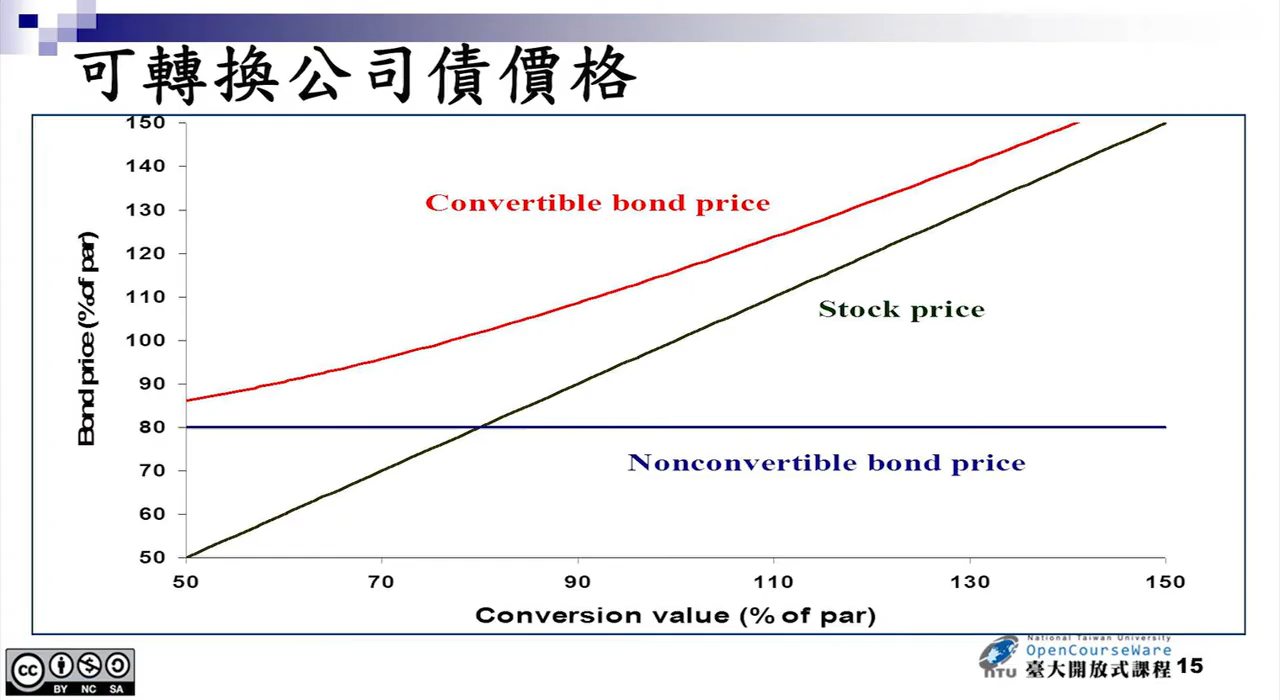 可轉換公司債價格
150
140
130
120
110
100
90
80
70
60
50
Bond price (% of par)
Convertible bond price
Stock price
Nonconvertible bond price
50 70 90 110 130 150
Conversion value (% of par)
cc BY NC SA
National Taiwan University
OpenCourseWare
NTU 臺大開放式課程 15